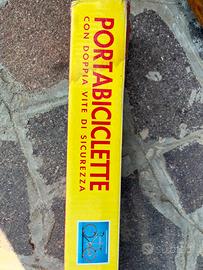 PORTABICICLETTE
CON DOPPIA VITE DI SICUREZZA